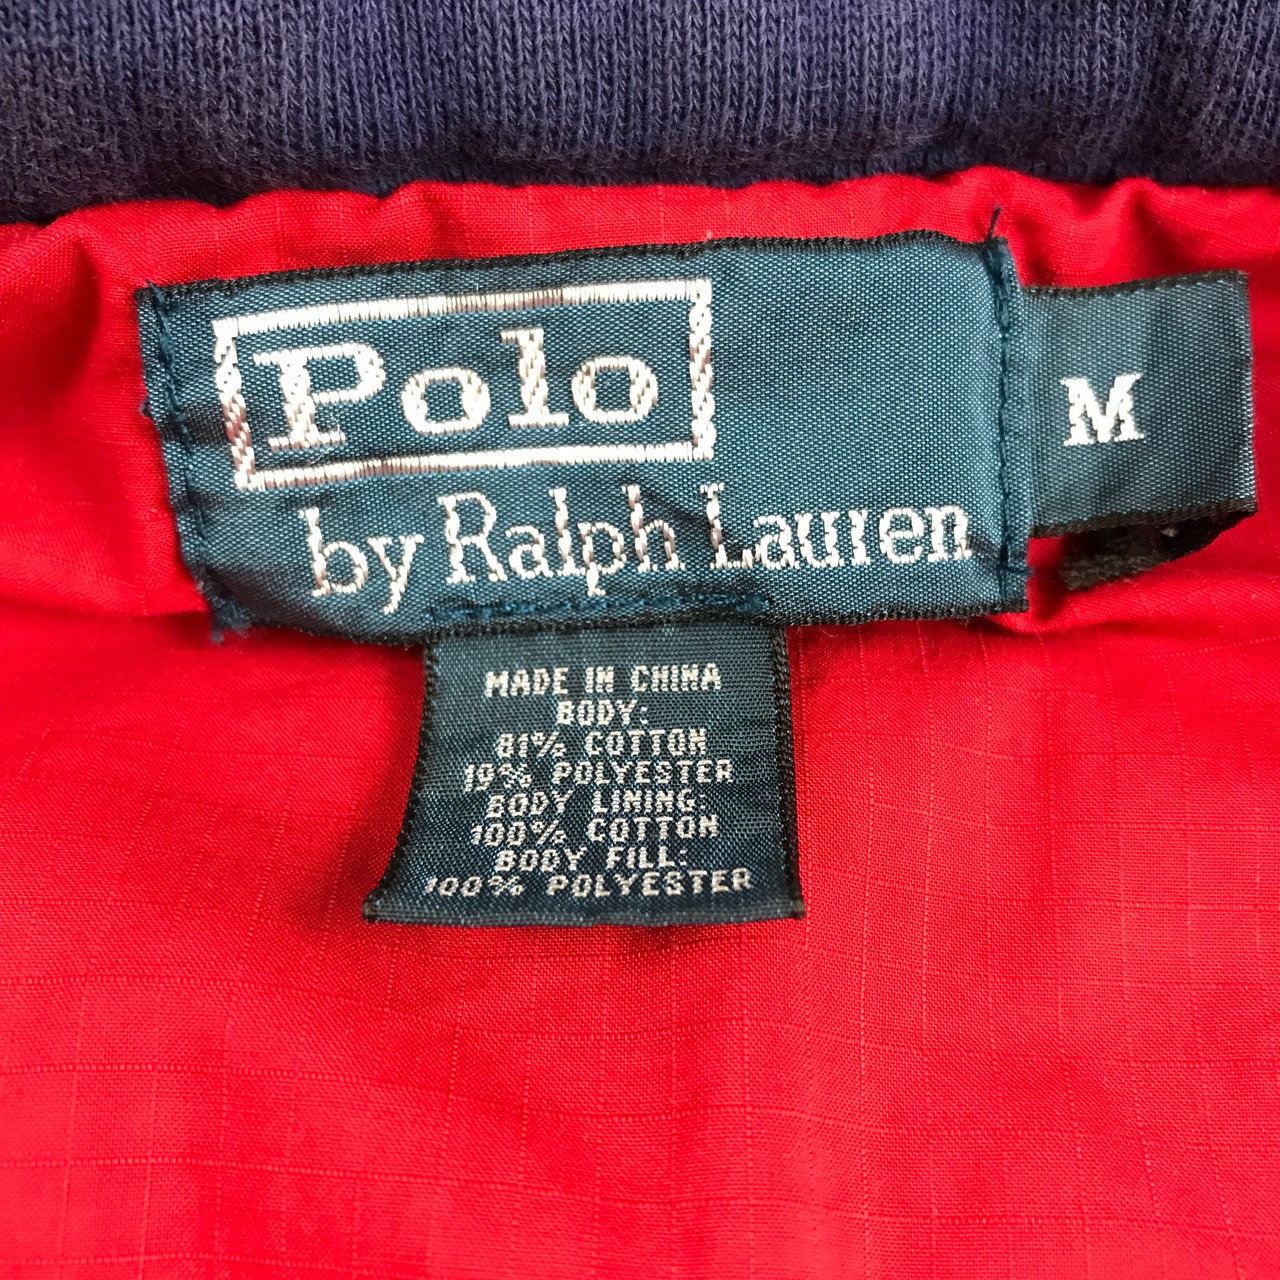 Polo
by Ralph Lauren
M
MADE IN CHINA
BODY:
81% COTTON
19% POLYESTER
BODY LINING:
100% COTTON
BODY FILL:
100% POLYESTER